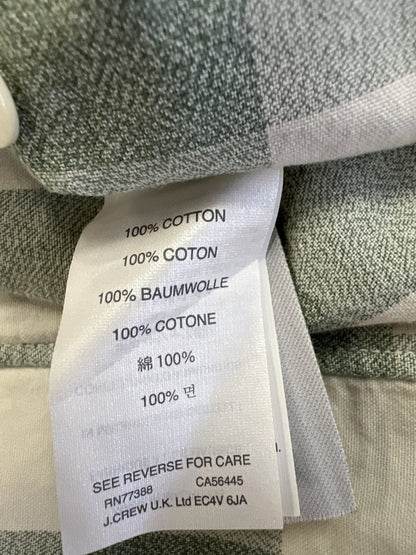 100% COTTON
100% COTON
100% BAUMWOLLE
100% COTONE
綿 100%
100% 면
SEE REVERSE FOR CARE
RN77388 CA56445
J.CREW U.K. Ltd EC4V 6JA